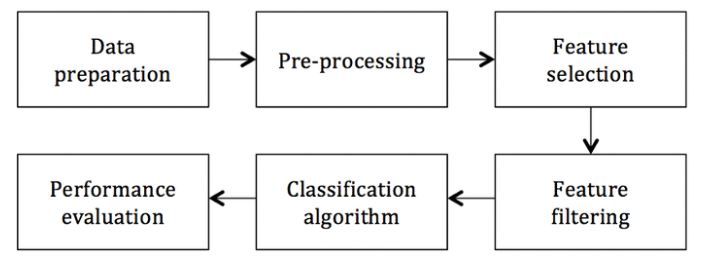 Data
preparation
Pre-processing
Feature
selection
Feature
filtering
Classification
algorithm
Performance
evaluation